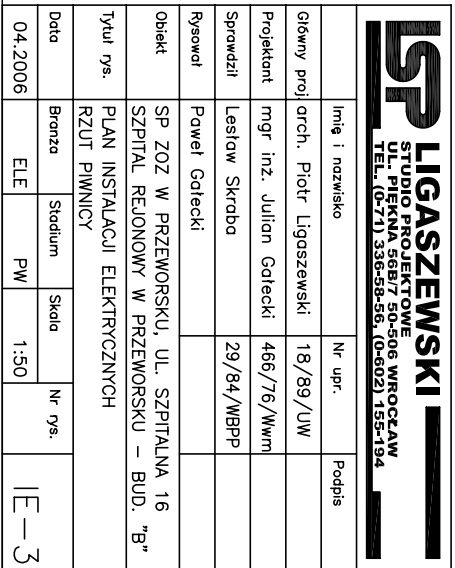 LSP LIGASZEWSKI
STUDIO PROJEKTOWE
UL. PIĘKNA 56B/7 50-506 WROCŁAW
TEL. (0-71) 336-58-56, (0-602) 155-194
Imię i nazwisko Nr upr. Podpis
Główny proj. arch. Piotr Ligaszewski 18/89/UW
Projektant mgr inż. Julian Gałecki 466/76/Wwm
Sprawdził Lesław Skraba 29/84/WBPP
Rysował Paweł Gałecki
Obiekt SP ZOZ W PRZEWORSKU, UL. SZPITALNA 16
SZPITAL REJONOWY W PRZEWORSKU – BUD. "B"
Tytuł rys. PLAN INSTALACJI ELEKTRYCZNYCH
RZUT PIWNICY
Data Branża Stadium Skala Nr rys.
04.2006 ELE PW 1:50 IE–3